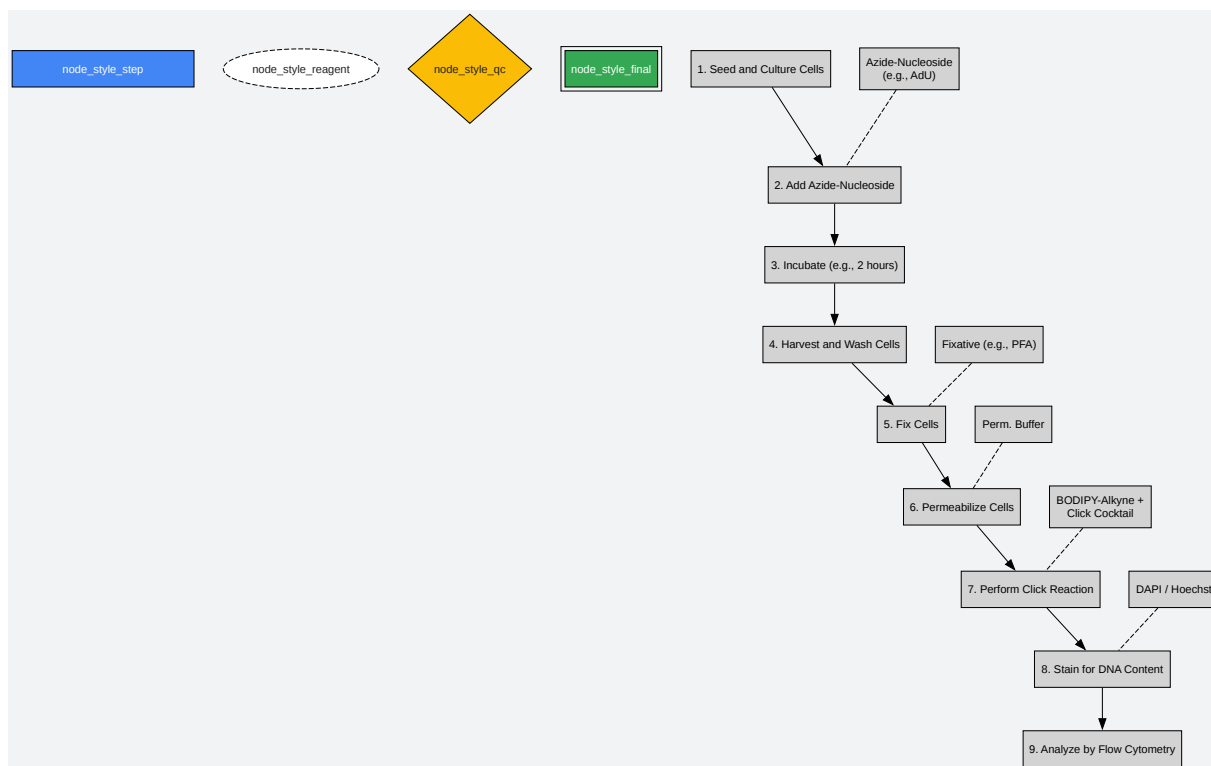 node_style_step
node_style_reagent
node_style_qc
node_style_final
1. Seed and Culture Cells
Azide-Nucleoside
(e.g., AdU)
2. Add Azide-Nucleoside
3. Incubate (e.g., 2 hours)
4. Harvest and Wash Cells
Fixative (e.g., PFA)
5. Fix Cells
Perm. Buffer
6. Permeabilize Cells
BODIPY-Alkyne +
Click Cocktail
7. Perform Click Reaction
DAPI / Hoechst
8. Stain for DNA Content
9. Analyze by Flow Cytometry